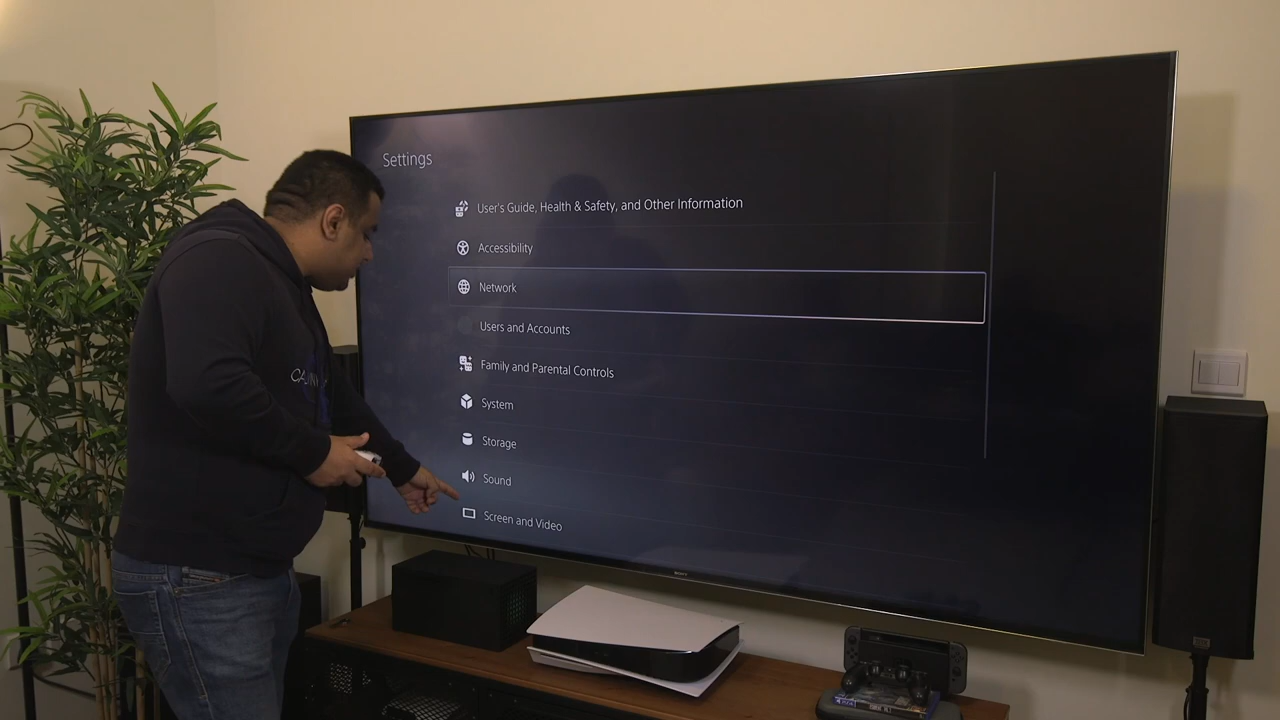 Settings
User's Guide, Health & Safety, and Other Information
Accessibility
Network
Users and Accounts
Family and Parental Controls
System
Storage
Sound
Screen and Video
SONY